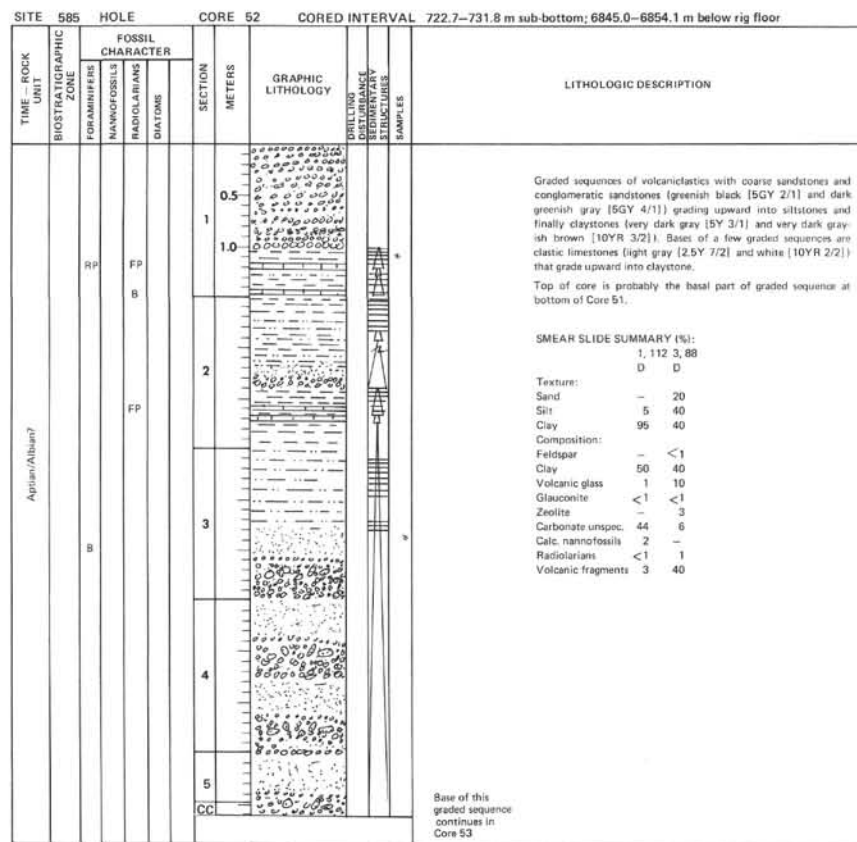 SITE 585 HOLE CORE 52 CORED INTERVAL 722.7–731.8 m sub-bottom; 6845.0–6854.1 m below rig floor
TIME – ROCK UNIT
BIOSTRATIGRAPHIC ZONE
FOSSIL CHARACTER
FORAMINIFERS
NANNOFOSSILS
RADIOLARIANS
DIATOMS
SECTION
METERS
GRAPHIC LITHOLOGY
DRILLING DISTURBANCE
SEDIMENTARY STRUCTURES
SAMPLES
LITHOLOGIC DESCRIPTION
Aptian/Albian?
RP
B
FP
B
FP
1
0.5
1.0
2
3
4
5
CC
*
*
Graded sequences of volcaniclastics with coarse sandstones and
conglomeratic sandstones (greenish black [5GY 2/1] and dark
greenish gray [5GY 4/1]) grading upward into siltstones and
finally claystones (very dark gray [5Y 3/1] and very dark gray-
ish brown [10YR 3/2]). Bases of a few graded sequences are
clastic limestones (light gray [2.5Y 7/2] and white [10YR 2/2])
that grade upward into claystone.
Top of core is probably the basal part of graded sequence at
bottom of Core 51.
SMEAR SLIDE SUMMARY (%):
1, 112 3, 88
D D
Texture:
Sand – 20
Silt 5 40
Clay 95 40
Composition:
Feldspar – <1
Clay 50 40
Volcanic glass 1 10
Glauconite <1 <1
Zeolite – 3
Carbonate unspec. 44 6
Calc. nannofossils 2 –
Radiolarians <1 1
Volcanic fragments 3 40
Base of this
graded sequence
continues in
Core 53